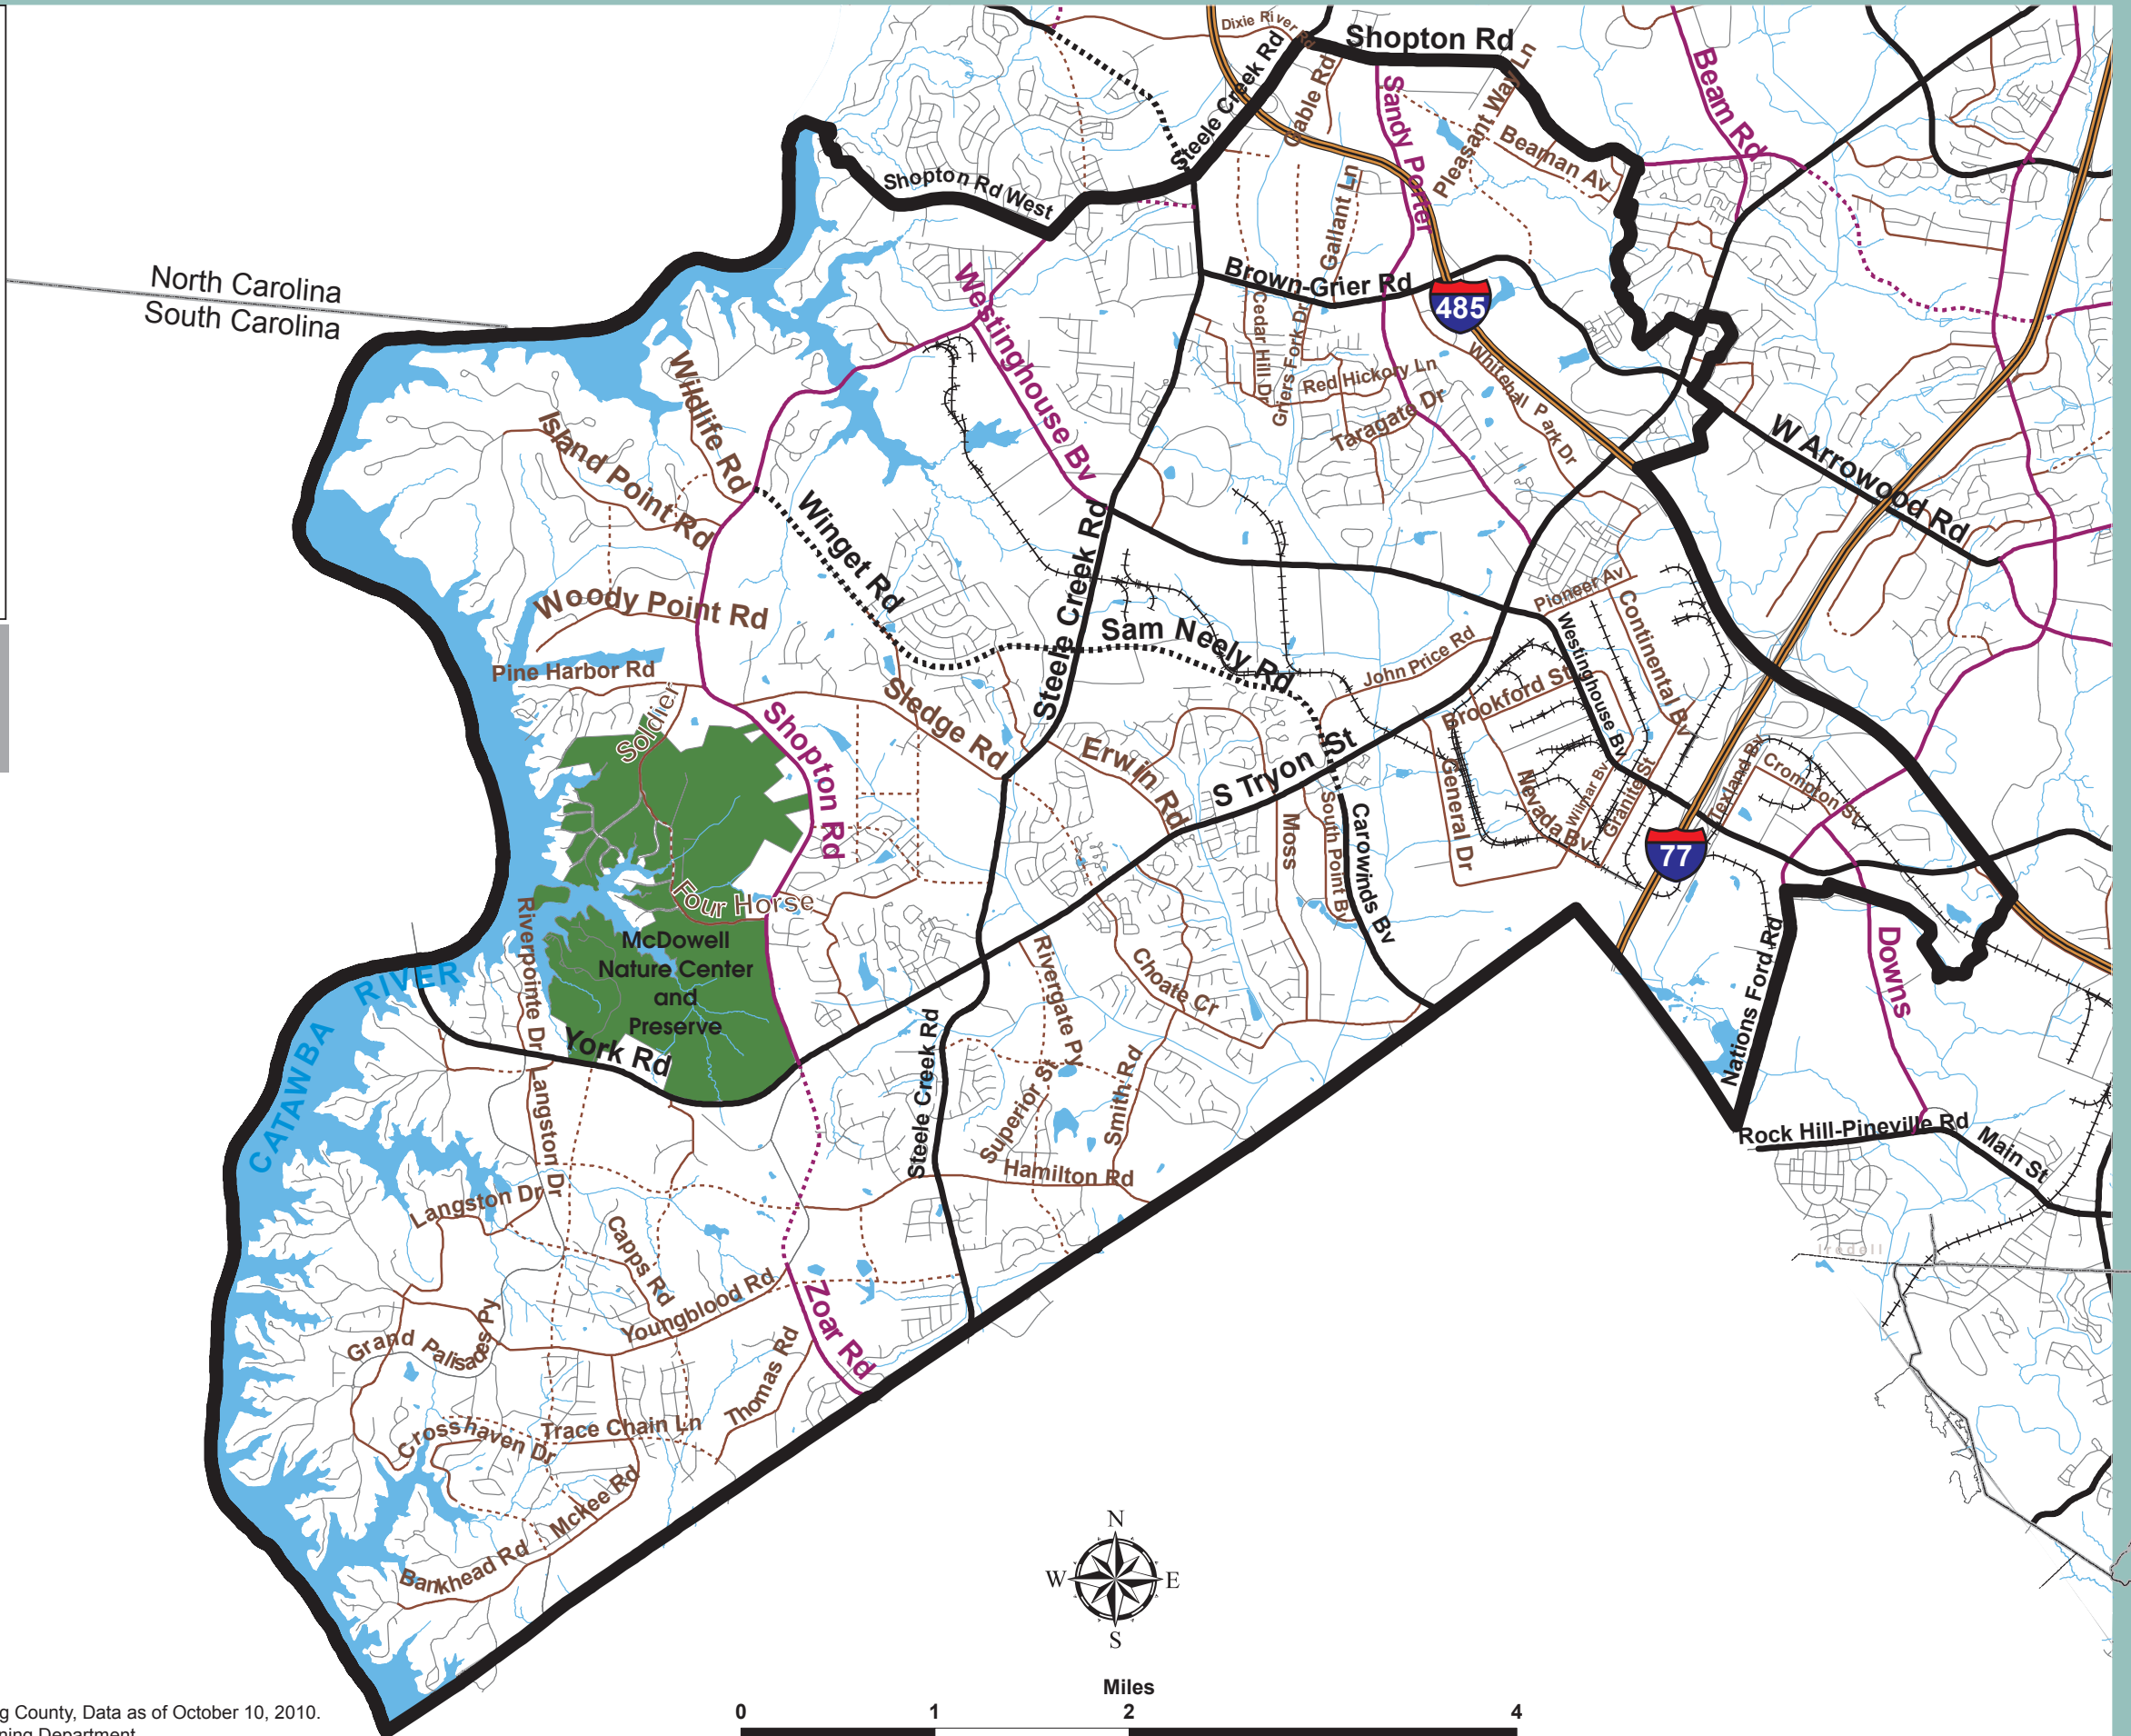 Dixie River Rd
Shopton Rd
Steele Creek Rd
Gable Rd
Sandy Porter
Pleasant Way Ln
Beaman Av
Beam Rd
Shopton Rd West
Gallant Ln
North Carolina
South Carolina
Westinghouse Bv
Brown-Grier Rd
485
Cedar Hill Dr
Griers Fork Dr
Red Hickory Ln
Taragate Dr
Whitehall Park Dr
W Arrowood Rd
Wildlife Rd
Island Point Rd
Winget Rd
Steele Creek Rd
Woody Point Rd
Sam Neely Rd
Pioneer Av
Continental Bv
Westinghouse Bv
John Price Rd
Brookford St
Pine Harbor Rd
Soldier
Sledge Rd
Shopton Rd
Erwin Rd
S Tryon St
General Dr
Nevada Bv
Wilmar Bv
Granite St
Crompton St
77
Moss
South Point Bv
Carowinds Bv
Four Horse
Riverpointe Dr
McDowell
Nature Center
and
Preserve
RIVER
CATAWBA
York Rd
Rivergate Py
Choate Cr
Nations Ford Rd
Downs
Steele Creek Rd
Superior St
Smith Rd
Hamilton Rd
Rock Hill-Pineville Rd
Main St
Langston Dr
Langston Dr
Capps Rd
Youngblood Rd
Zoar Rd
Iredell
Grand Palisades Py
Thomas Rd
Crosshaven Dr
Trace Chain Ln
Mckee Rd
Bankhead Rd
N
W
E
S
Miles
0
1
2
4
g County, Data as of October 10, 2010.
ning Department